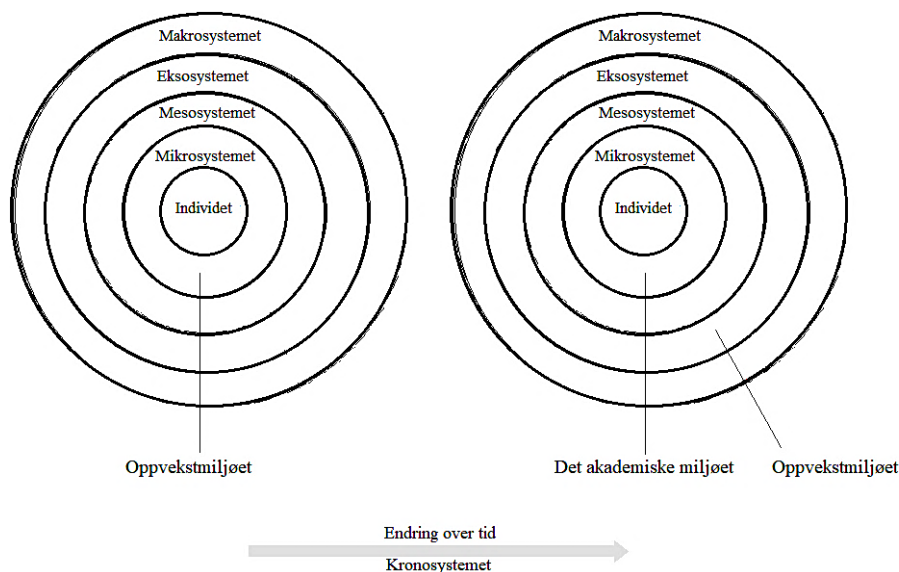 Makrosystemet
Eksosystemet
Mesosystemet
Mikrosystemet
Individet
Oppvekstmiljøet
Makrosystemet
Eksosystemet
Mesosystemet
Mikrosystemet
Individet
Det akademiske miljøet
Oppvekstmiljøet
Endring over tid
Kronosystemet